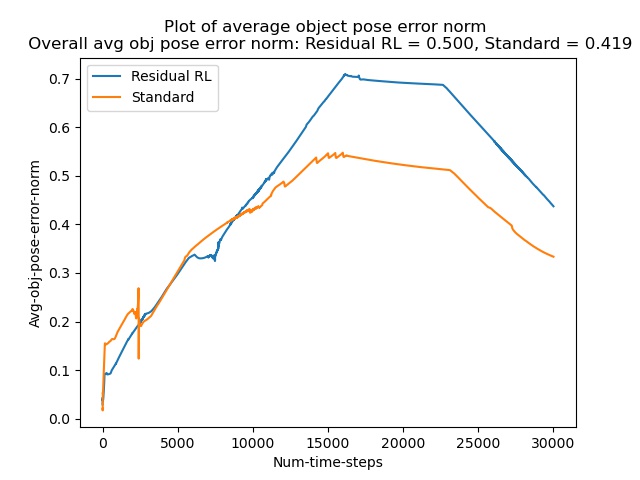 Plot of average object pose error norm
Overall avg obj pose error norm: Residual RL = 0.500, Standard = 0.419
Residual RL
Standard
Avg-obj-pose-error-norm
0.7
0.6
0.5
0.4
0.3
0.2
0.1
0.0
0 5000 10000 15000 20000 25000 30000
Num-time-steps